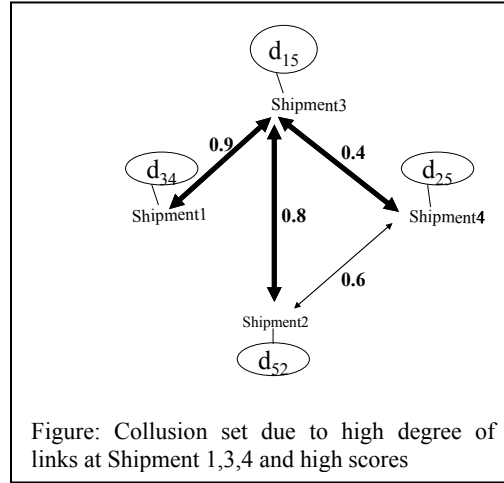 d15
Shipment3
0.9
0.4
d34
d25
Shipment1
0.8
Shipment4
0.6
Shipment2
d52
Figure: Collusion set due to high degree of
links at Shipment 1,3,4 and high scores